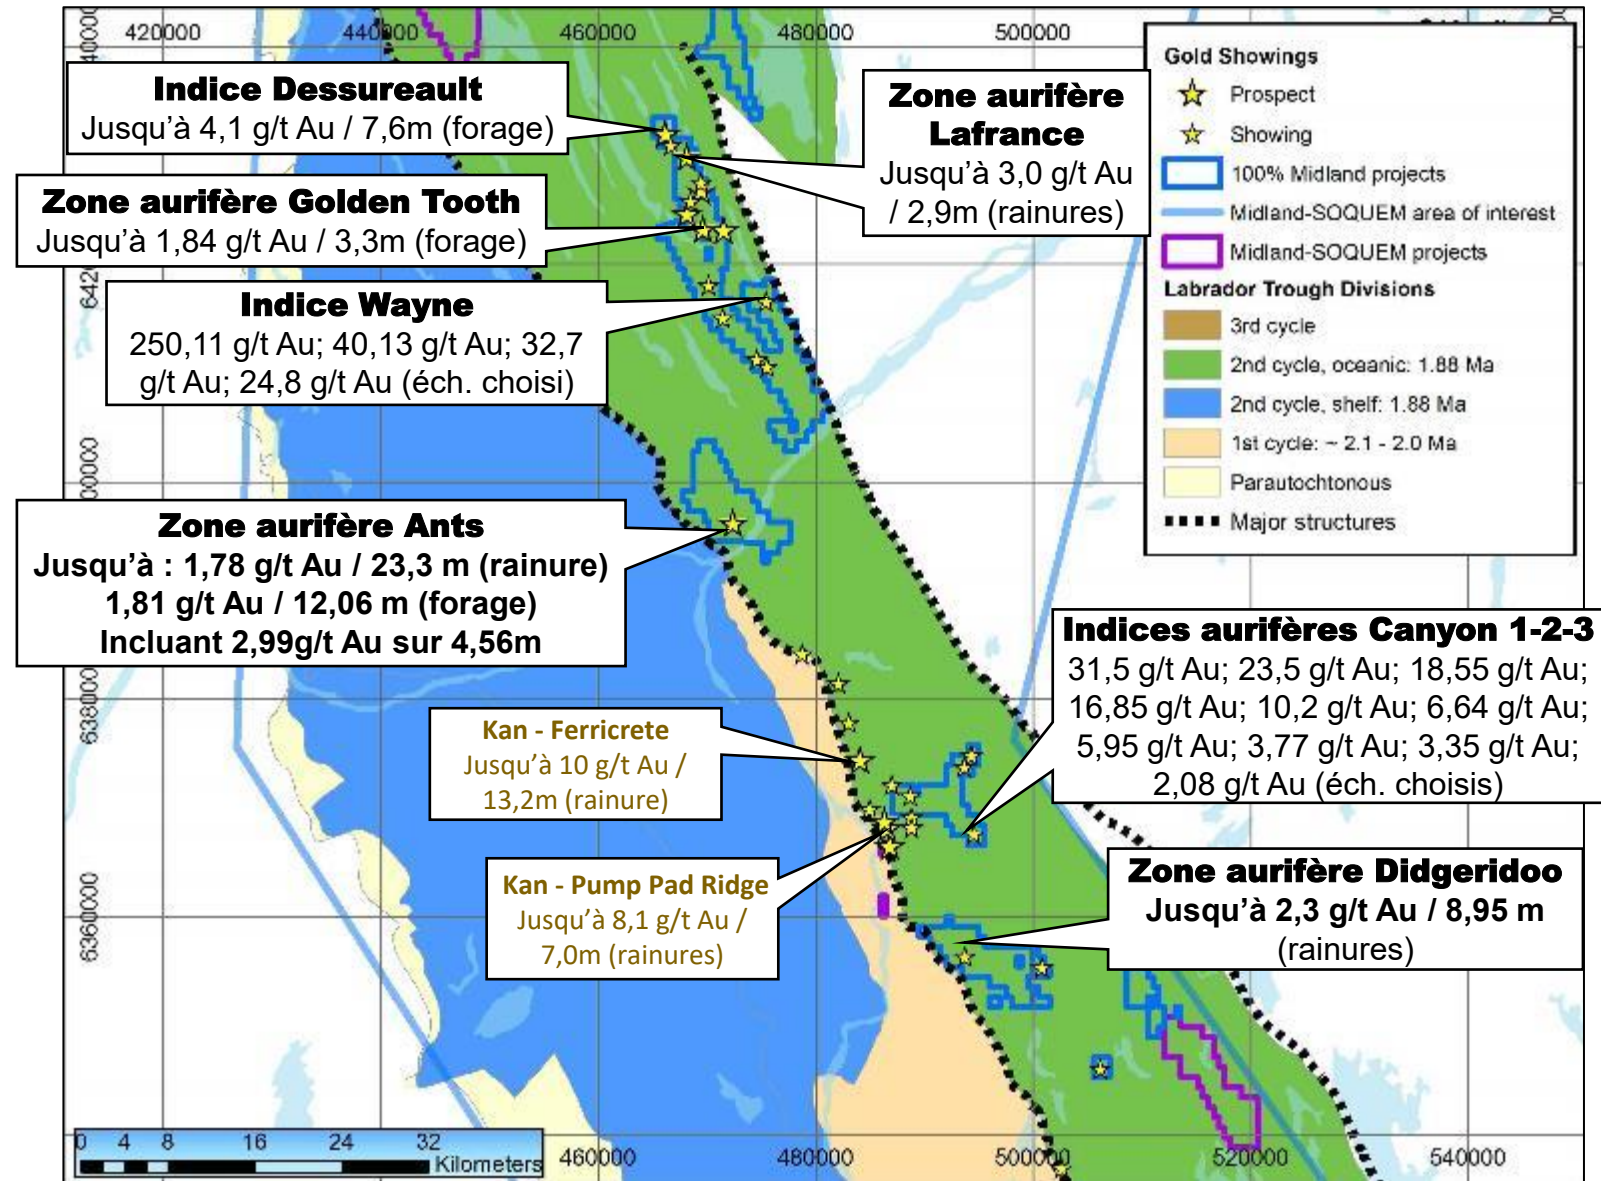 420000
440000
460000
480000
500000
Indice Dessureault
Jusqu'à 4,1 g/t Au / 7,6m (forage)
Zone aurifère
Lafrance
Jusqu'à 3,0 g/t Au
/ 2,9m (rainures)
Zone aurifère Golden Tooth
Jusqu'à 1,84 g/t Au / 3,3m (forage)
Indice Wayne
250,11 g/t Au; 40,13 g/t Au; 32,7
g/t Au; 24,8 g/t Au (éch. choisi)
Zone aurifère Ants
Jusqu'à : 1,78 g/t Au / 23,3 m (rainure)
1,81 g/t Au / 12,06 m (forage)
Incluant 2,99g/t Au sur 4,56m
Gold Showings
Prospect
Showing
100% Midland projects
Midland-SOQUEM area of interest
Midland-SOQUEM projects
Labrador Trough Divisions
3rd cycle
2nd cycle, oceanic: 1.88 Ma
2nd cycle, shelf: 1.88 Ma
1st cycle: ~ 2.1 - 2.0 Ma
Parautochtonous
Major structures
Indices aurifères Canyon 1-2-3
31,5 g/t Au; 23,5 g/t Au; 18,55 g/t Au;
16,85 g/t Au; 10,2 g/t Au; 6,64 g/t Au;
5,95 g/t Au; 3,77 g/t Au; 3,35 g/t Au;
2,08 g/t Au (éch. choisis)
6380000
Kan - Ferricrete
Jusqu'à 10 g/t Au /
13,2m (rainure)
Kan - Pump Pad Ridge
Jusqu'à 8,1 g/t Au /
7,0m (rainures)
Zone aurifère Didgeridoo
Jusqu'à 2,3 g/t Au / 8,95 m
(rainures)
6360000
0 4 8 16 24 32
Kilometers
460000
480000
500000
520000
540000